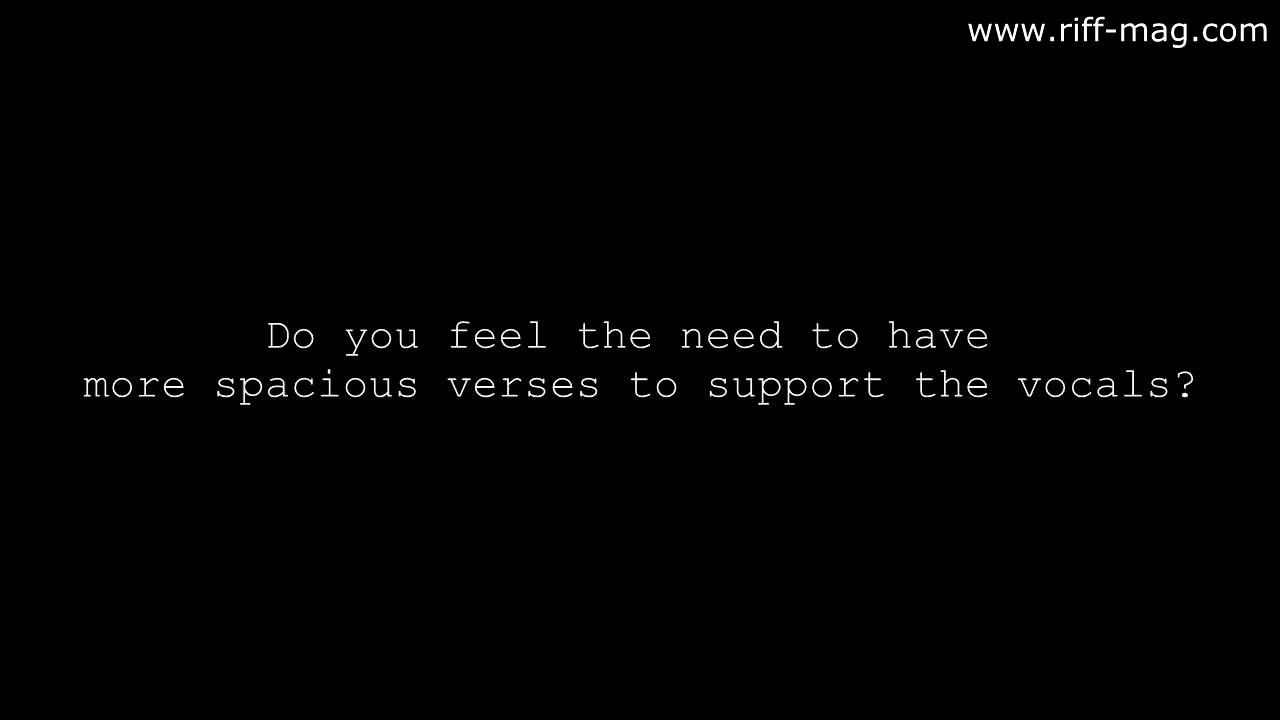 www.riff-mag.com
Do you feel the need to have
more spacious verses to support the vocals?